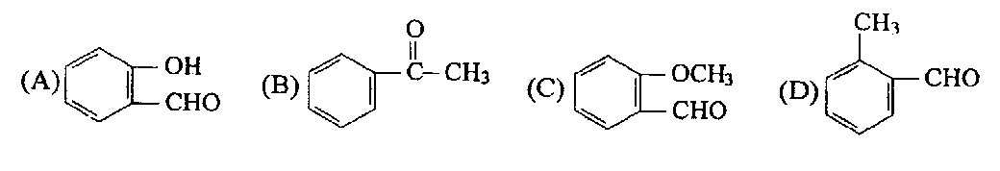 (A) OH CHO
(B) O C CH₃
(C) OCH₃ CHO
(D) CH₃ CHO